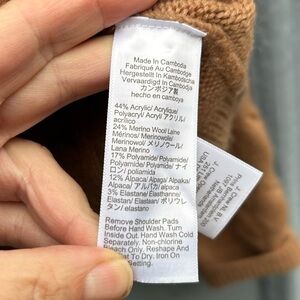 Made In Cambodia
Fabriqué Au Cambodge
Hergestellt In Kambodscha
Vervaardigd In Cambodja
カンボジア製
hecho en camboya
44% Acrylic/Acrylique/
Polyacryl/Acryl アクリル/
acrílico
24% Merino Wool Laine
Mérinos/Merinowolle/
Merinowol/メリノウール/
Lana Merino
17% Polyamide/Polyamide/
Polyamid/Polyamide/ナイ
ロン/poliamida
12% Alpaca/Alpaga/Alpaka/
Alpaca/アルパカ/alpaca
3% Elastane/Elasthanne/
Elastan/Elastaan/ポリウレ
タン/elastano
Remove Shoulder Pads
Before Hand Wash. Turn
Inside Out. Hand Wash Cold
Separately. Non-chlorine
Bleach Only. Reshape And
Flat To Dry. Iron On
Setting.
J. Crew N.L B.V.